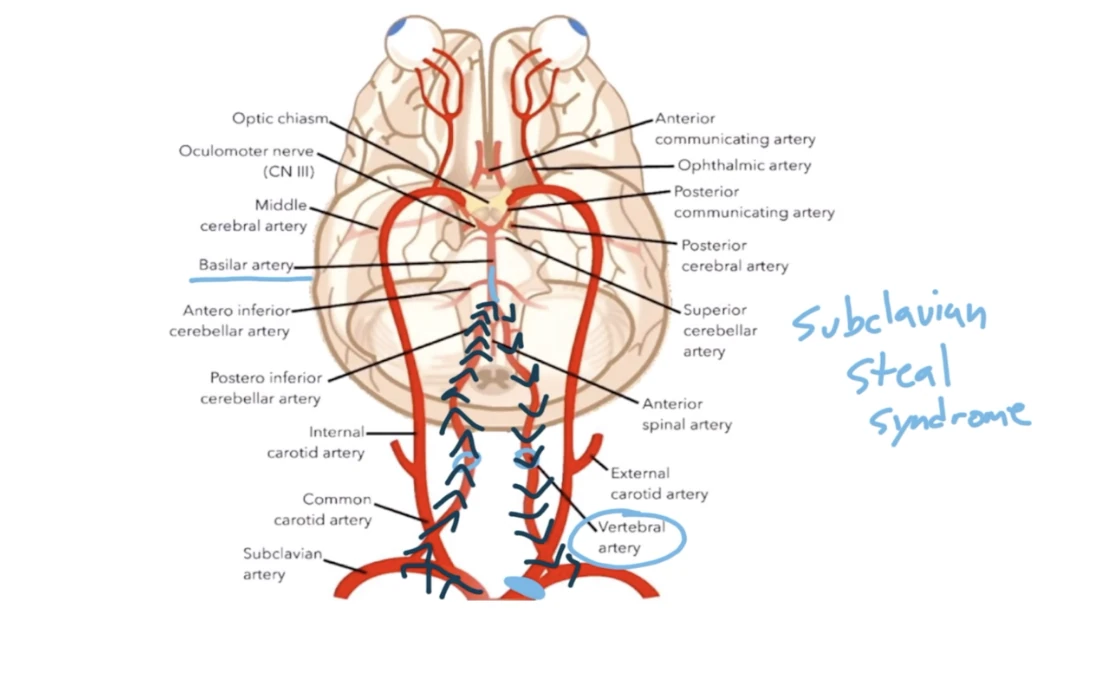 Optic chiasm
Oculomoter nerve
(CN III)
Middle
cerebral artery
Basilar artery
Antero inferior
cerebellar artery
Postero inferior
cerebellar artery
Internal
carotid artery
Common
carotid artery
Subclavian
artery
Anterior
communicating artery
Ophthalmic artery
Posterior
communicating artery
Posterior
cerebral artery
Superior
cerebellar
artery
Anterior
spinal artery
External
carotid artery
Vertebral
artery
Subclavian
Steal
Syndrome